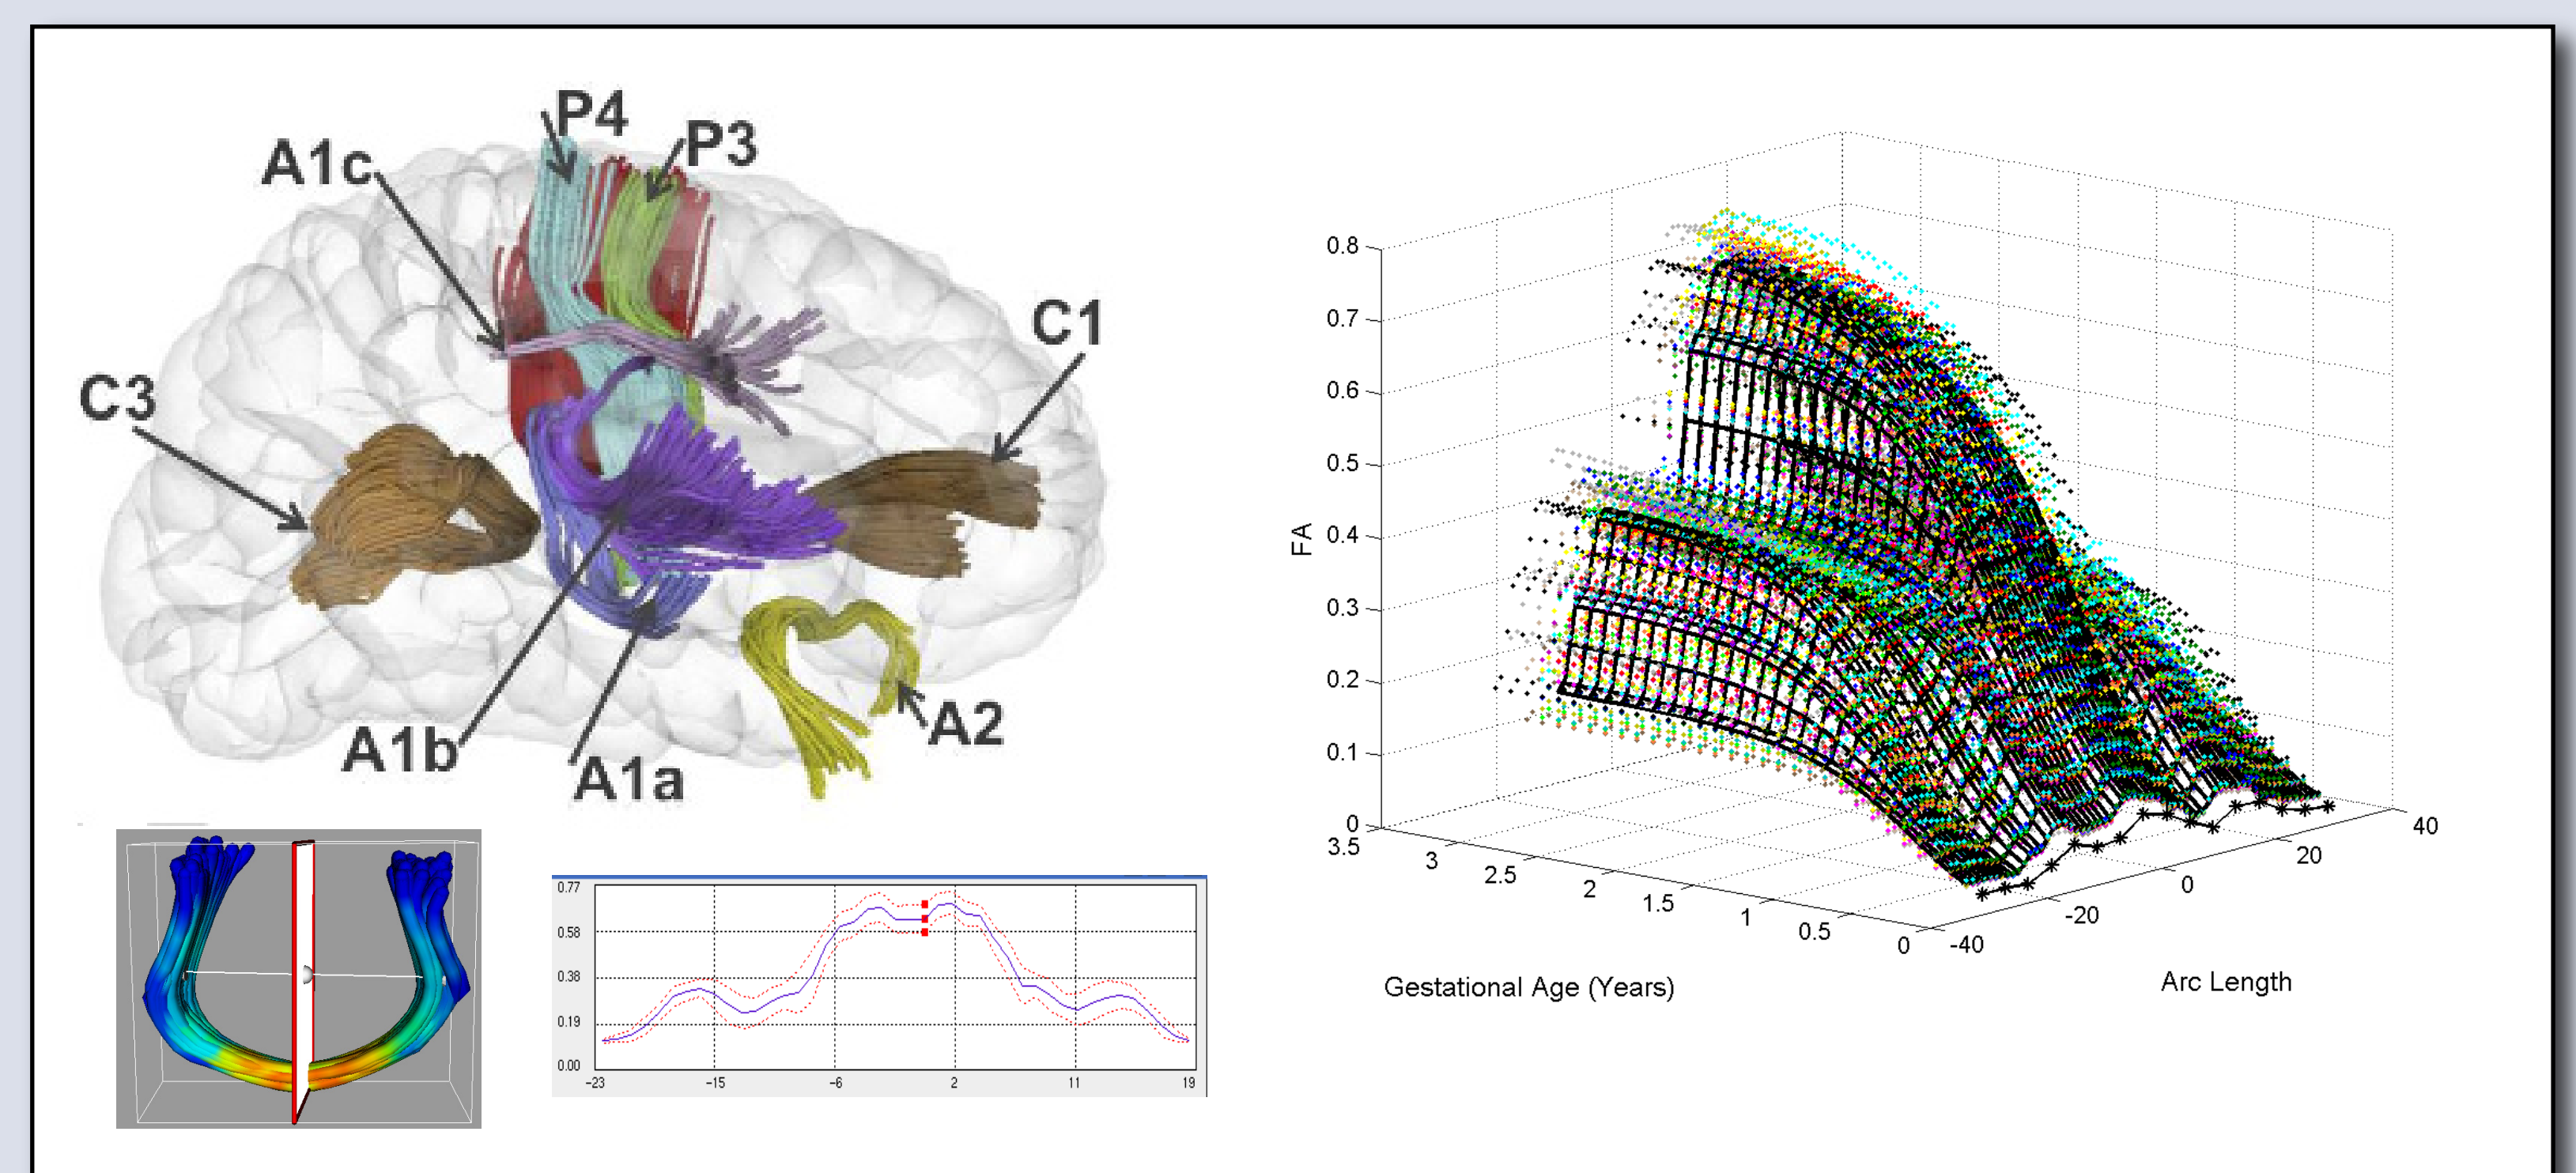 P4
P3
A1c
C1
C3
A2
A1b
A1a
0.77
0.58
0.38
0.19
0.00
-23 -15 -6 2 11 19
0.8
0.7
0.6
0.5
0.4
0.3
0.2
0.1
0
FA
3.5 3 2.5 2 1.5 1 0.5 0
Gestational Age (Years)
-40 -20 0 20 40
Arc Length